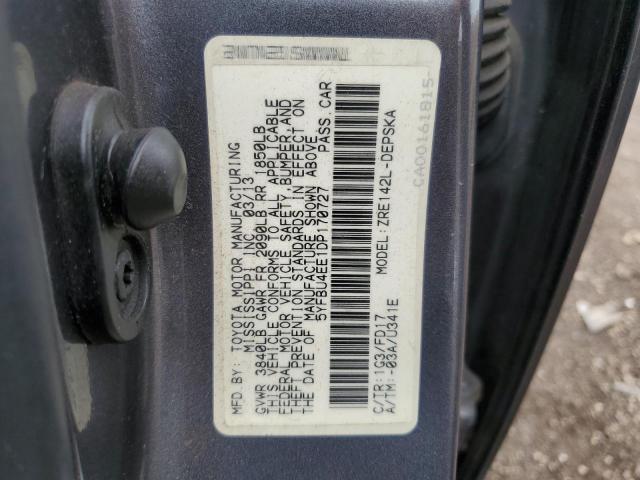 MFD. BY: TOYOTA MOTOR MANUFACTURING
MISSISSIPPI INC. 03/13
GVWR 3840LB GAWR FR 2090LB RR 1850LB
THIS VEHICLE CONFORMS TO ALL APPLICABLE
FEDERAL MOTOR VEHICLE SAFETY, BUMPER, AND
THEFT PREVENTION STANDARDS IN EFFECT ON
THE DATE OF MANUFACTURE SHOWN ABOVE.
5YFBU4EE1DP170727 PASS. CAR
C/TR: 1G3/FD17 MODEL: ZRE142L-DEPSKA
A/TM: -03A/U341E
CA00161815